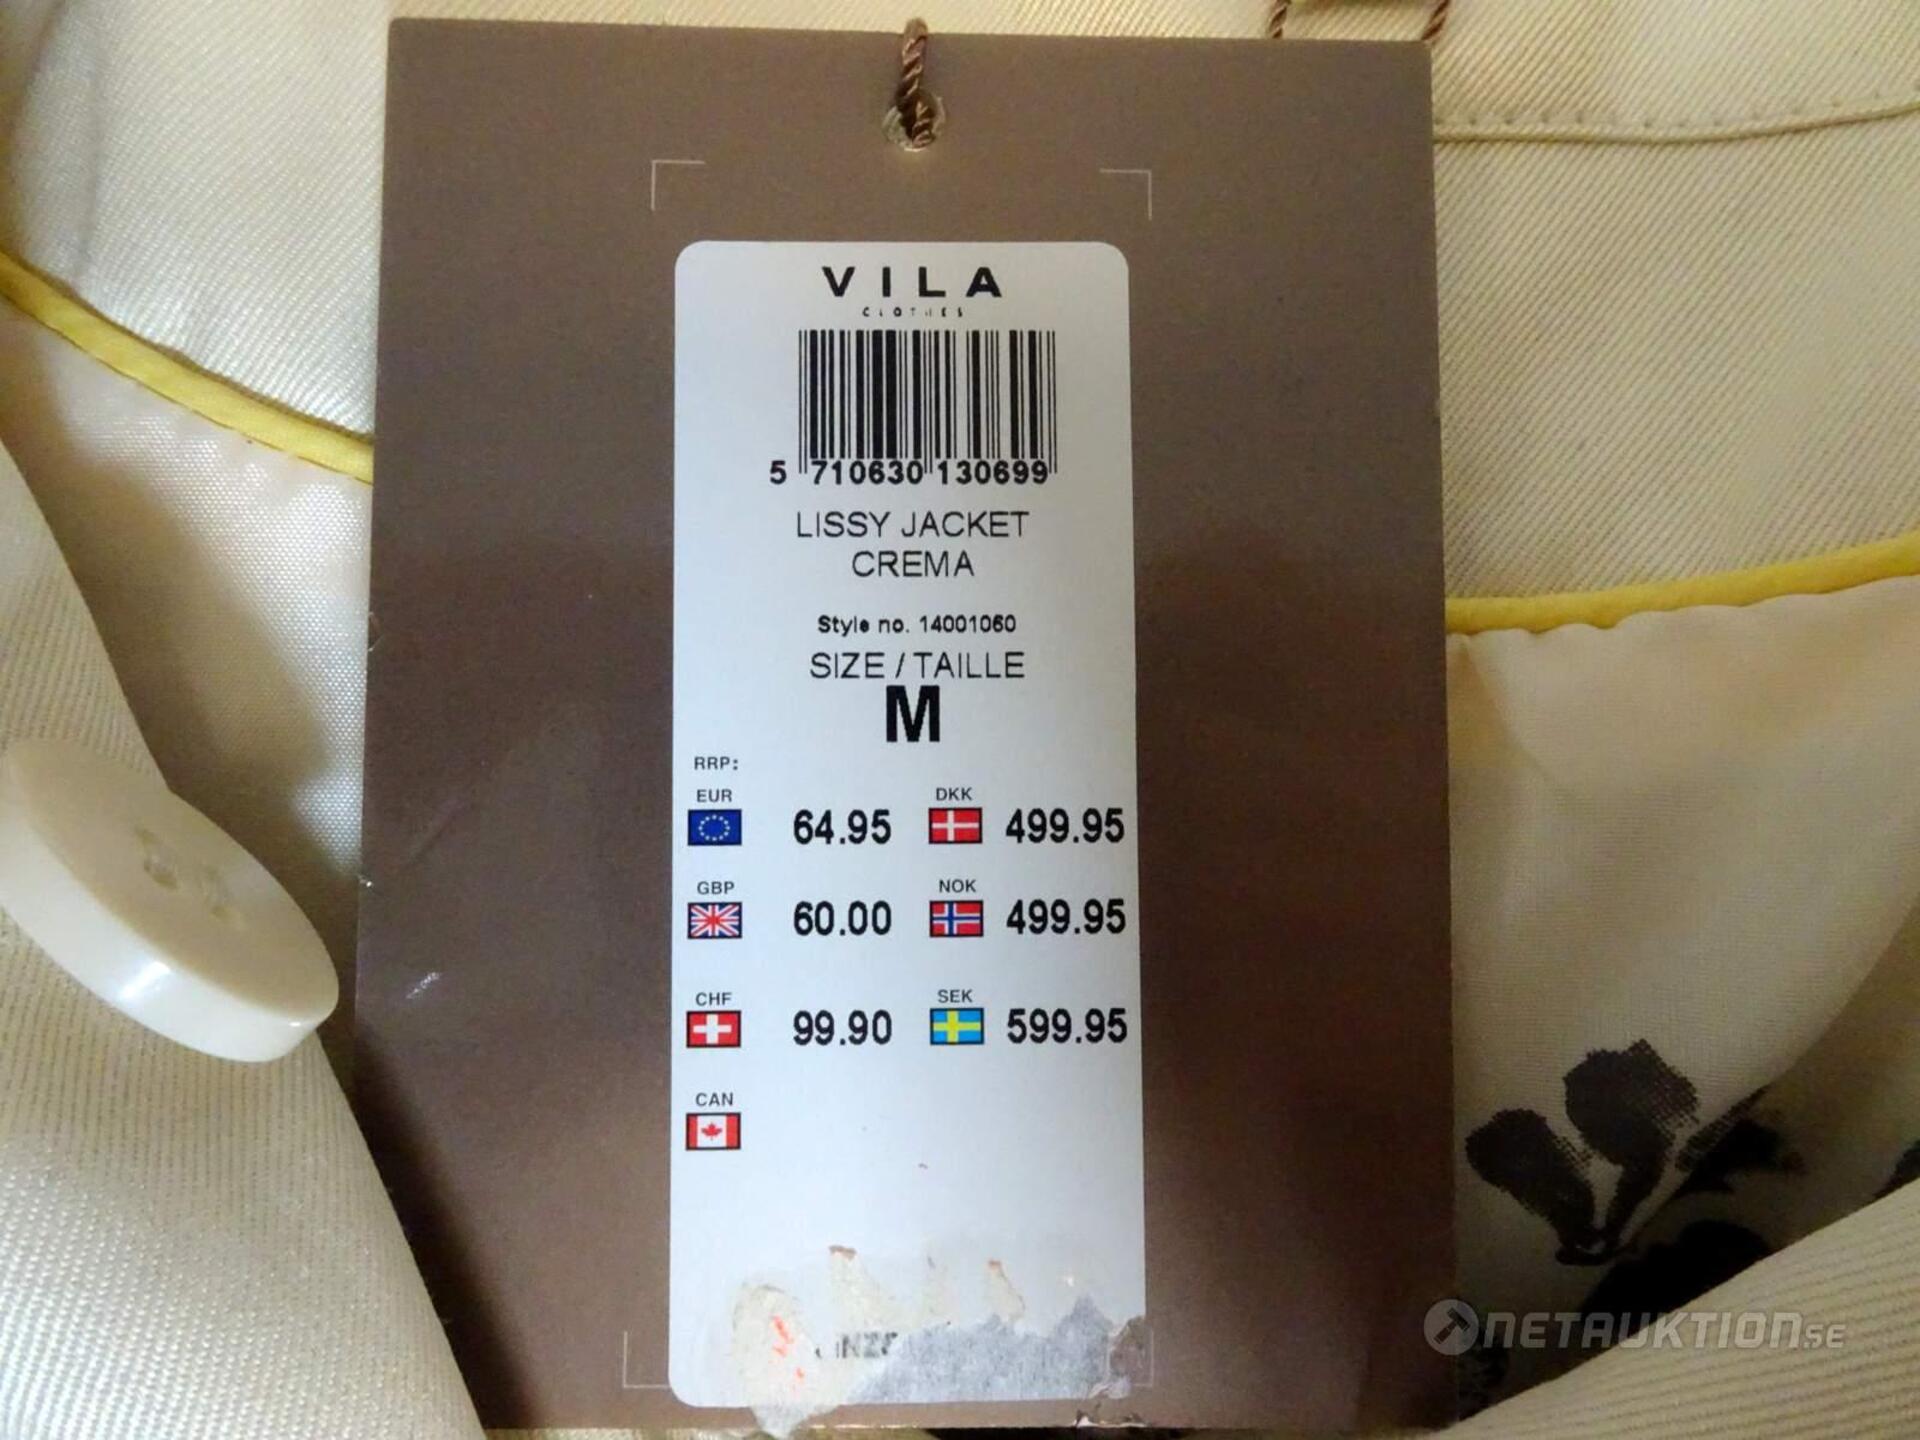 VILA
CLOTHES
5 710630 130699
LISSY JACKET
CREMA
Style no. 14001060
SIZE / TAILLE
M
RRP:
EUR 64.95 DKK 499.95
GBP 60.00 NOK 499.95
CHF 99.90 SEK 599.95
CAN
NETAUKTION.SE